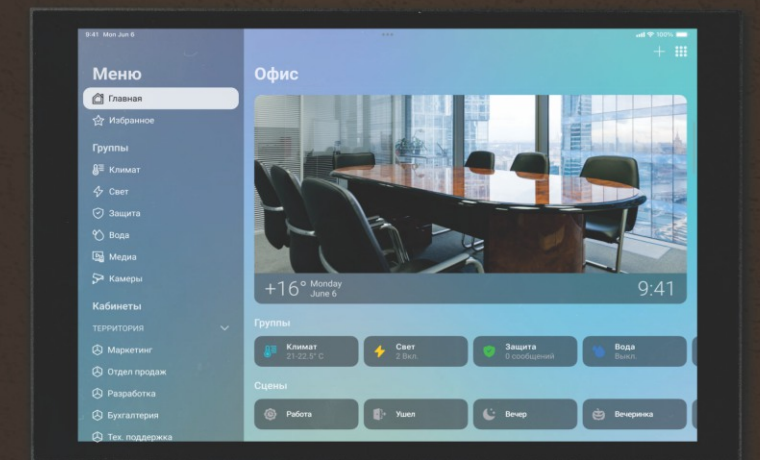 9:41 Mon Jun 6
100%
Меню
Главная
Избранное
Группы
Климат
Свет
Защита
Вода
Медиа
Камеры
Кабинеты
ТЕРРИТОРИЯ
Маркетинг
Отдел продаж
Разработка
Бухгалтерия
Тех. поддержка
Офис
+16° Monday
June 6
9:41
Группы
Климат
21-22.5° C
Свет
2 Вкл.
Защита
0 сообщений
Вода
Выкл.
Сцены
Работа
Ушел
Вечер
Вечеринка